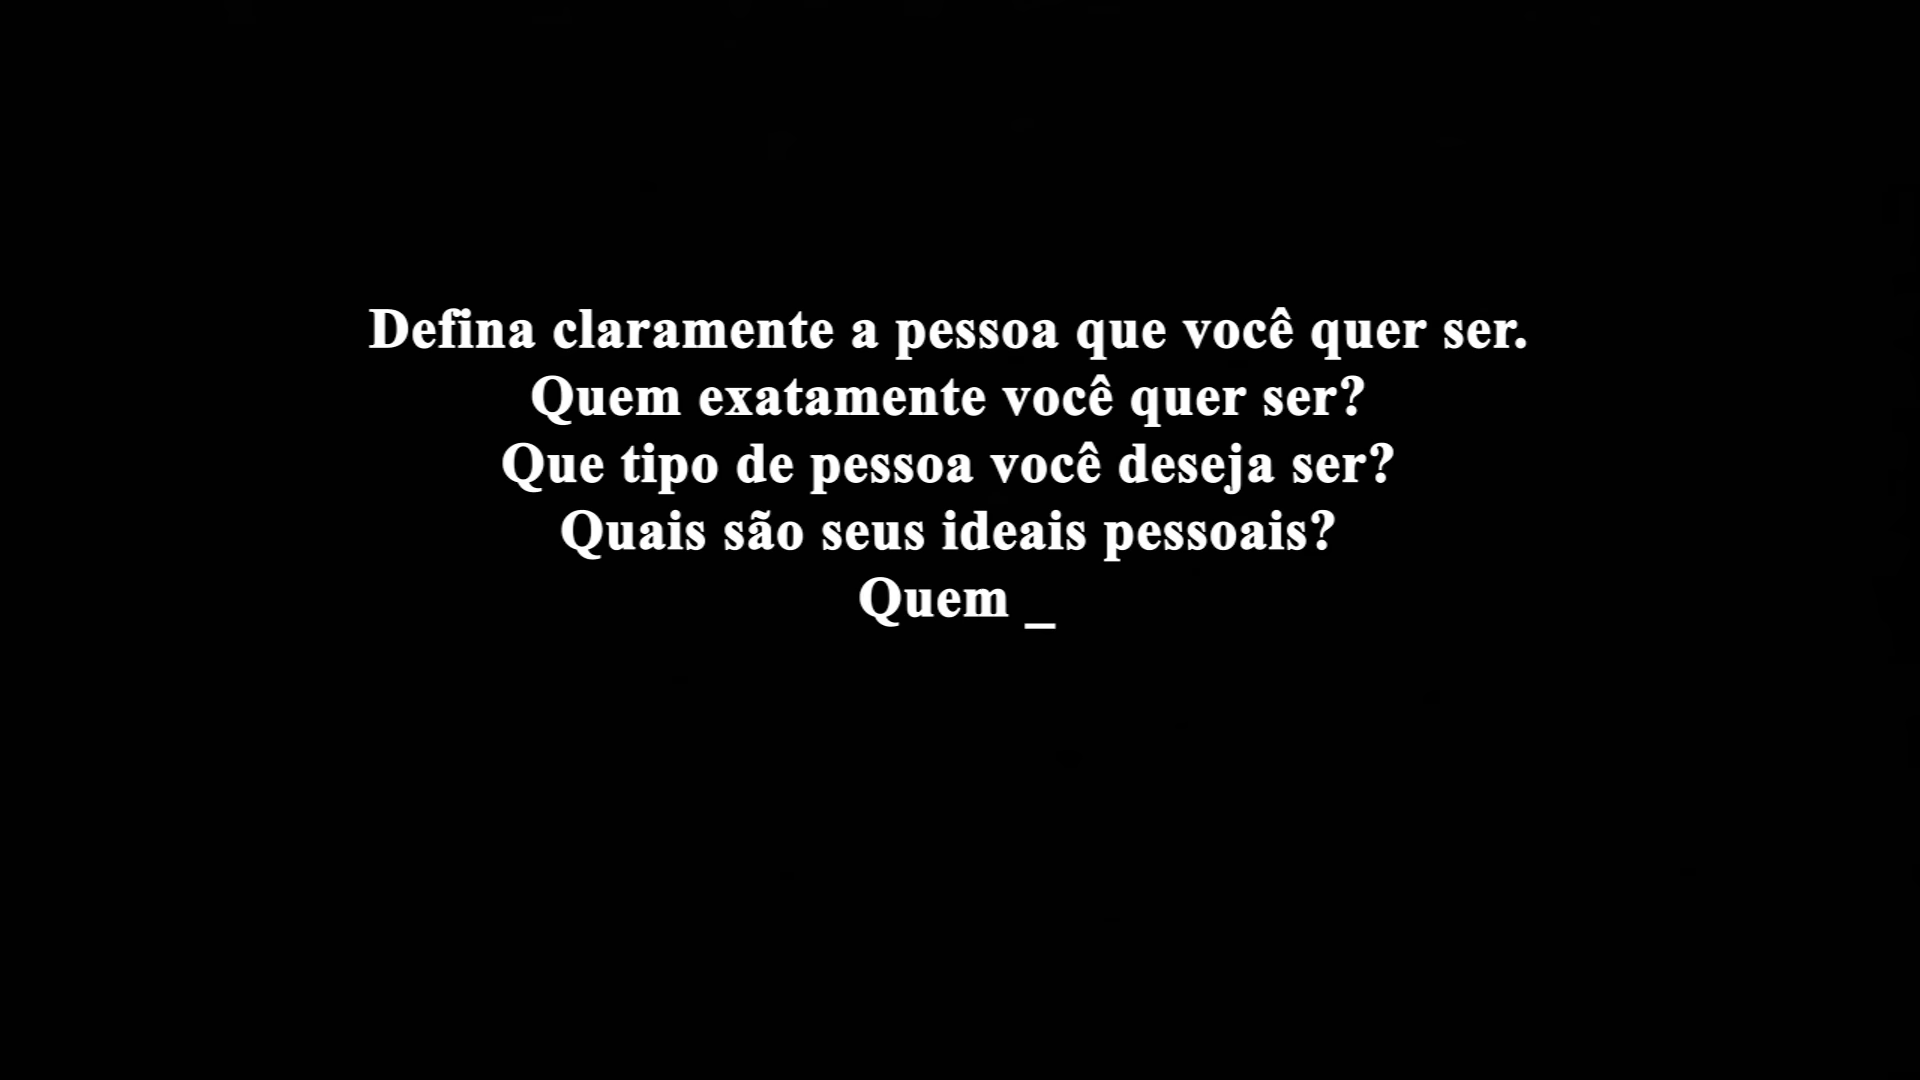 Defina claramente a pessoa que você quer ser.
Quem exatamente você quer ser?
Que tipo de pessoa você deseja ser?
Quais são seus ideais pessoais?
Quem _